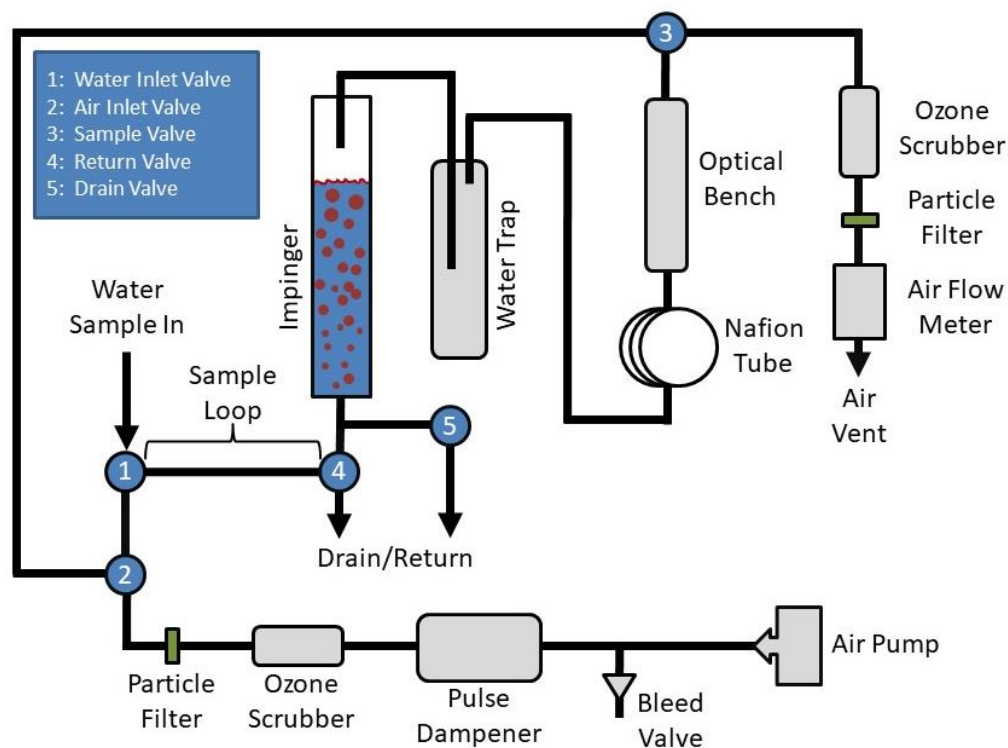 1: Water Inlet Valve
2: Air Inlet Valve
3: Sample Valve
4: Return Valve
5: Drain Valve
3
Ozone
Scrubber
Optical
Bench
Particle
Filter
Impinger
Water Trap
Air Flow
Meter
Water
Sample In
Nafion
Tube
Sample
Loop
Air
Vent
5
1
4
Drain/Return
2
Air Pump
Particle
Filter
Ozone
Scrubber
Pulse
Dampener
Bleed
Valve